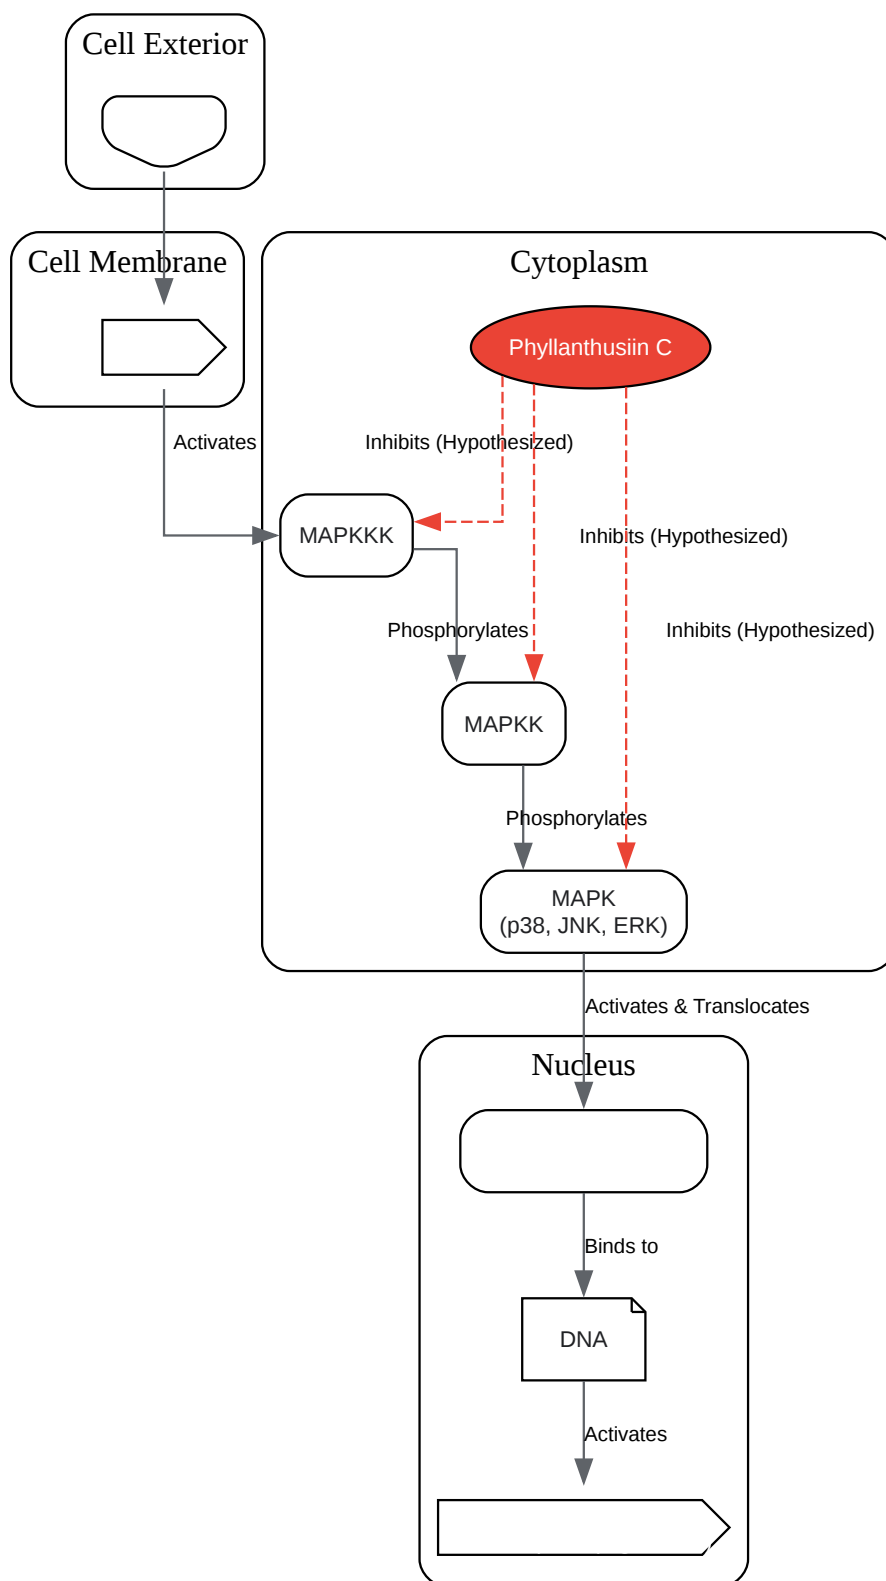 Cell Exterior
Cell Membrane
Cytoplasm
Phyllanthusiin C
Activates
Inhibits (Hypothesized)
MAPKKK
Inhibits (Hypothesized)
Phosphorylates
Inhibits (Hypothesized)
MAPKK
Phosphorylates
MAPK
(p38, JNK, ERK)
Activates & Translocates
Nucleus
Binds to
DNA
Activates